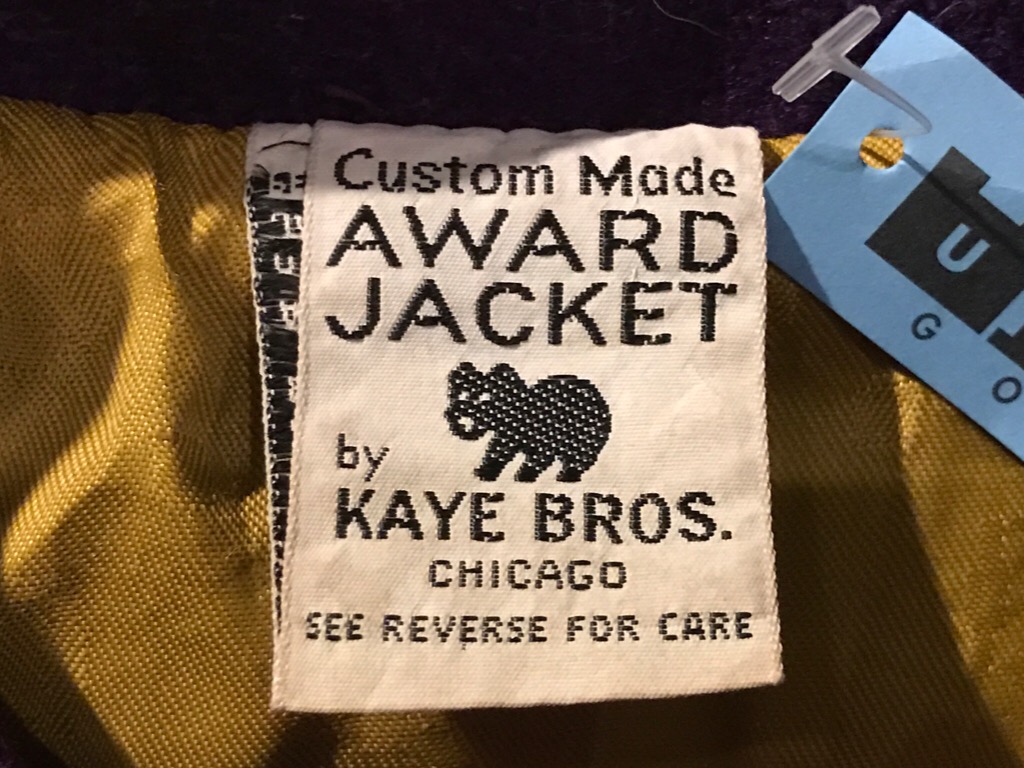 Custom Made
AWARD
JACKET
by
KAYE BROS.
CHICAGO
SEE REVERSE FOR CARE
U
G O